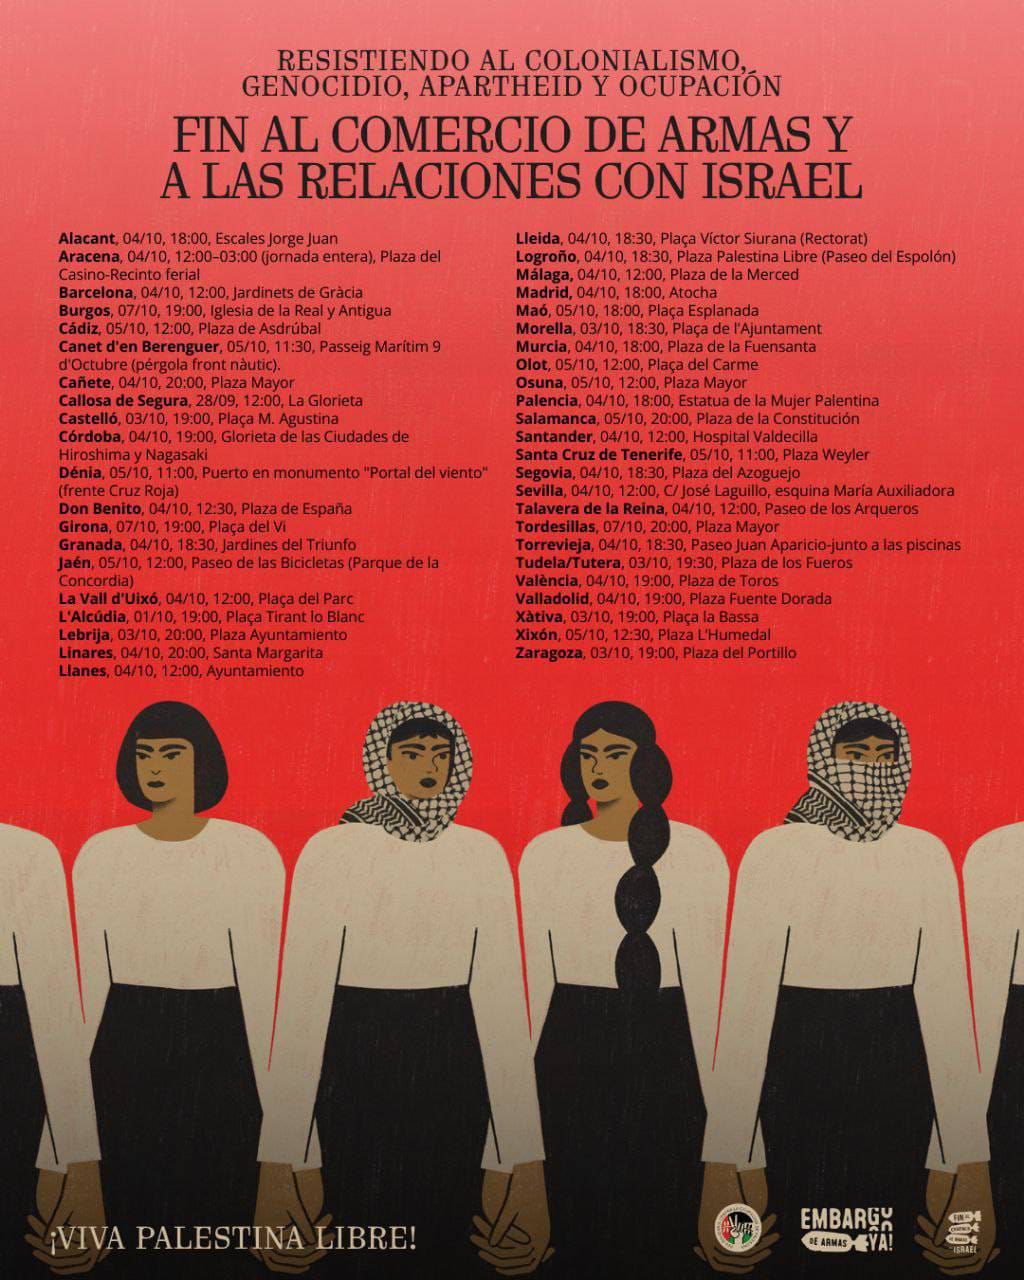 RESISTIENDO AL COLONIALISMO,
GENOCIDIO, APARTHEID Y OCUPACIÓN
FIN AL COMERCIO DE ARMAS Y
A LAS RELACIONES CON ISRAEL
Alacant, 04/10, 18:00, Escales Jorge Juan
Aracena, 04/10, 12:00–03:00 (jornada entera), Plaza del
Casino-Recinto ferial
Barcelona, 04/10, 12:00, Jardinets de Gràcia
Burgos, 07/10, 19:00, Iglesia de la Real y Antigua
Cádiz, 05/10, 12:00, Plaza de Asdrúbal
Canet d'en Berenguer, 05/10, 11:30, Passeig Marítim 9
d'Octubre (pérgola front nàutic).
Cañete, 04/10, 20:00, Plaza Mayor
Callosa de Segura, 28/09, 12:00, La Glorieta
Castelló, 03/10, 19:00, Plaça M. Agustina
Córdoba, 04/10, 19:00, Glorieta de las Ciudades de
Hiroshima y Nagasaki
Dénia, 05/10, 11:00, Puerto en monumento "Portal del viento"
(frente Cruz Roja)
Don Benito, 04/10, 12:30, Plaza de España
Girona, 07/10, 19:00, Plaça del Vi
Granada, 04/10, 18:30, Jardines del Triunfo
Jaén, 05/10, 12:00, Paseo de las Bicicletas (Parque de la
Concordia)
La Vall d'Uixó, 04/10, 12:00, Plaça del Parc
L'Alcúdia, 01/10, 19:00, Plaça Tirant lo Blanc
Lebrija, 03/10, 20:00, Plaza Ayuntamiento
Linares, 04/10, 20:00, Santa Margarita
Llanes, 04/10, 12:00, Ayuntamiento
Lleida, 04/10, 18:30, Plaça Víctor Siurana (Rectorat)
Logroño, 04/10, 18:30, Plaza Palestina Libre (Paseo del Espolón)
Málaga, 04/10, 12:00, Plaza de la Merced
Madrid, 04/10, 18:00, Atocha
Maó, 05/10, 18:00, Plaça Esplanada
Morella, 03/10, 18:30, Plaça de l'Ajuntament
Murcia, 04/10, 18:00, Plaza de la Fuensanta
Olot, 05/10, 12:00, Plaça del Carme
Osuna, 05/10, 12:00, Plaza Mayor
Palencia, 04/10, 18:00, Estatua de la Mujer Palentina
Salamanca, 05/10, 20:00, Plaza de la Constitución
Santander, 04/10, 12:00, Hospital Valdecilla
Santa Cruz de Tenerife, 05/10, 11:00, Plaza Weyler
Segovia, 04/10, 18:30, Plaza del Azoguejo
Sevilla, 04/10, 12:00, C/ José Laguillo, esquina María Auxiliadora
Talavera de la Reina, 04/10, 12:00, Paseo de los Arqueros
Tordesillas, 07/10, 20:00, Plaza Mayor
Torrevieja, 04/10, 18:30, Paseo Juan Aparicio-junto a las piscinas
Tudela/Tutera, 03/10, 19:30, Plaza de los Fueros
València, 04/10, 19:00, Plaza de Toros
Valladolid, 04/10, 19:00, Plaza Fuente Dorada
Xàtiva, 03/10, 19:00, Plaça la Bassa
Xixón, 05/10, 12:30, Plaza L'Humedal
Zaragoza, 03/10, 19:00, Plaza del Portillo
¡VIVA PALESTINA LIBRE!
EMBARGO
DE ARMAS YA!
FIN AL
COMERCIO
DE ARMAS
CON ISRAEL